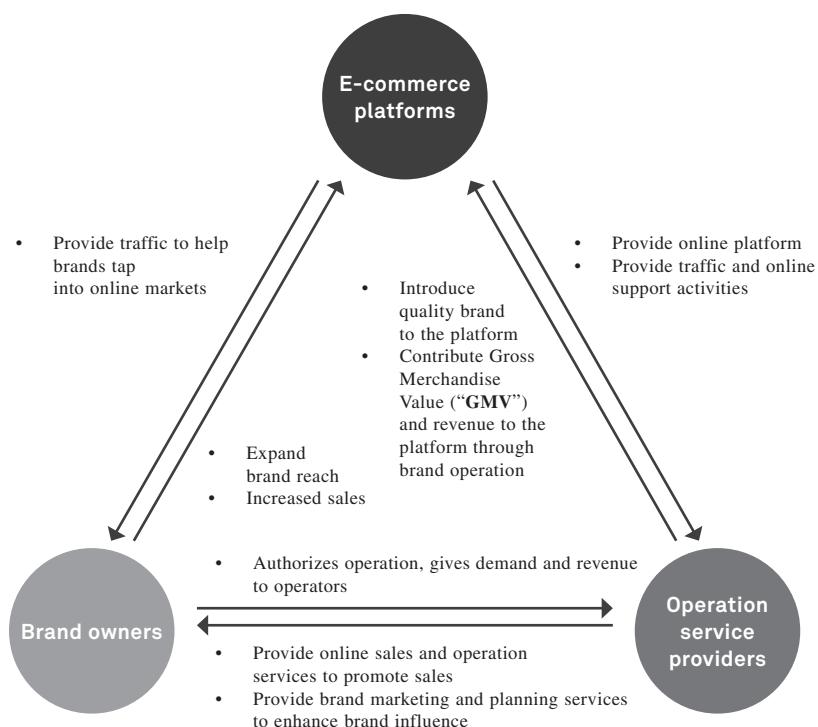 E-commerce
platforms
• Provide traffic to help
brands tap
into online markets
• Provide online platform
• Provide traffic and online
support activities
• Introduce
quality brand
to the platform
• Contribute Gross
Merchandise
Value (“GMV”)
and revenue to the
platform through
brand operation
• Expand
brand reach
• Increased sales
• Authorizes operation, gives demand and revenue
to operators
Brand owners
Operation
service
providers
• Provide online sales and operation
services to promote sales
• Provide brand marketing and planning services
to enhance brand influence